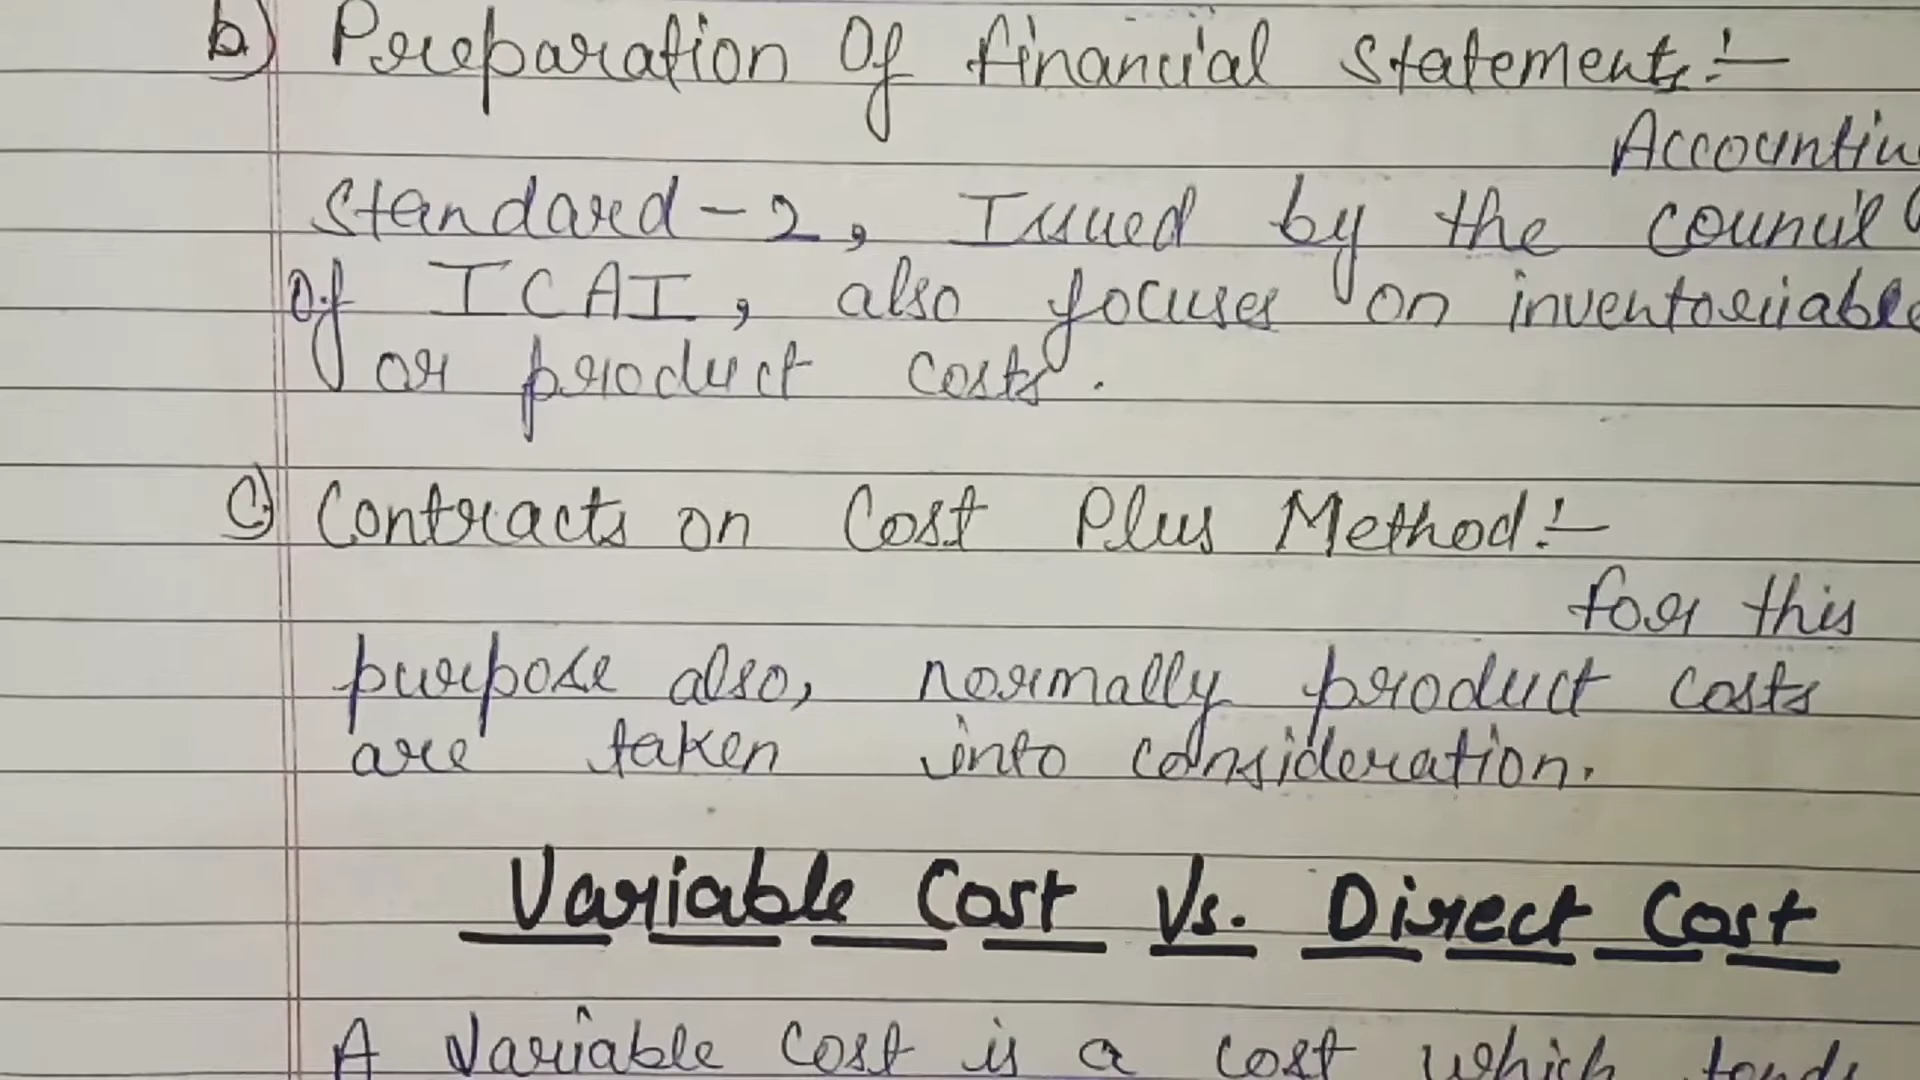 b) Preparation Of financial Statements:-
Accountin
Standard-2, Issued by the council
Of ICAI, also focuses on inventoriable
or product costs.
c) Contracts on Cost Plus Method:-
for this
purpose also, normally product costs
are taken into consideration.
Variable Cost Vs. Direct Cost
A Variable Cost is a cost which tends